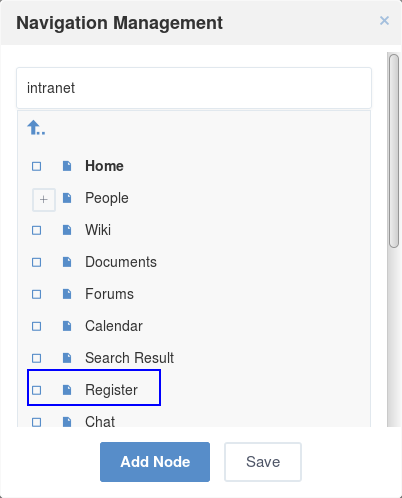 Navigation Management
×
intranet
Home
+ People
Wiki
Documents
Forums
Calendar
Search Result
Register
Chat
Add Node Save